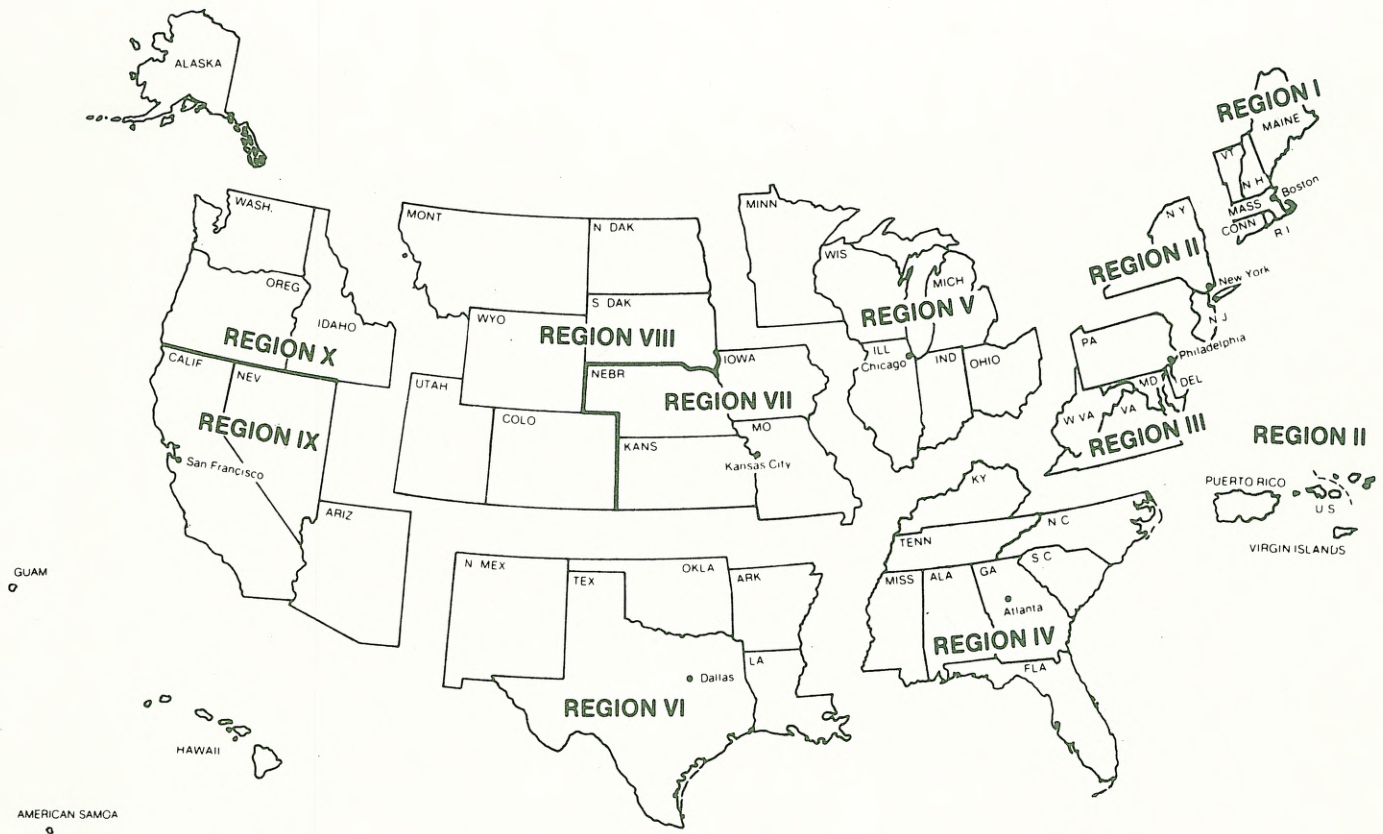 ALASKA
REGION I
MAINE
VT
N H
Boston
MASS
CONN
R I
WASH.
MONT
N DAK
MINN
N Y
WIS
REGION II
New York
OREG
S DAK
MICH
REGION V
N J
IDAHO
WYO
REGION VIII
REGION X
PA
Philadelphia
CALIF
NEV
UTAH
NEBR
IOWA
ILL
Chicago
IND
OHIO
MD
DEL
REGION VII
W VA
VA
REGION III
REGION IX
COLO
KANS
MO
Kansas City
San Francisco
REGION II
KY
PUERTO RICO
U S
VIRGIN ISLANDS
ARIZ
TENN
N C
S C
GUAM
N MEX
TEX
OKLA
ARK
MISS
ALA
GA
Atlanta
REGION IV
LA
FLA
Dallas
REGION VI
HAWAII
AMERICAN SAMOA